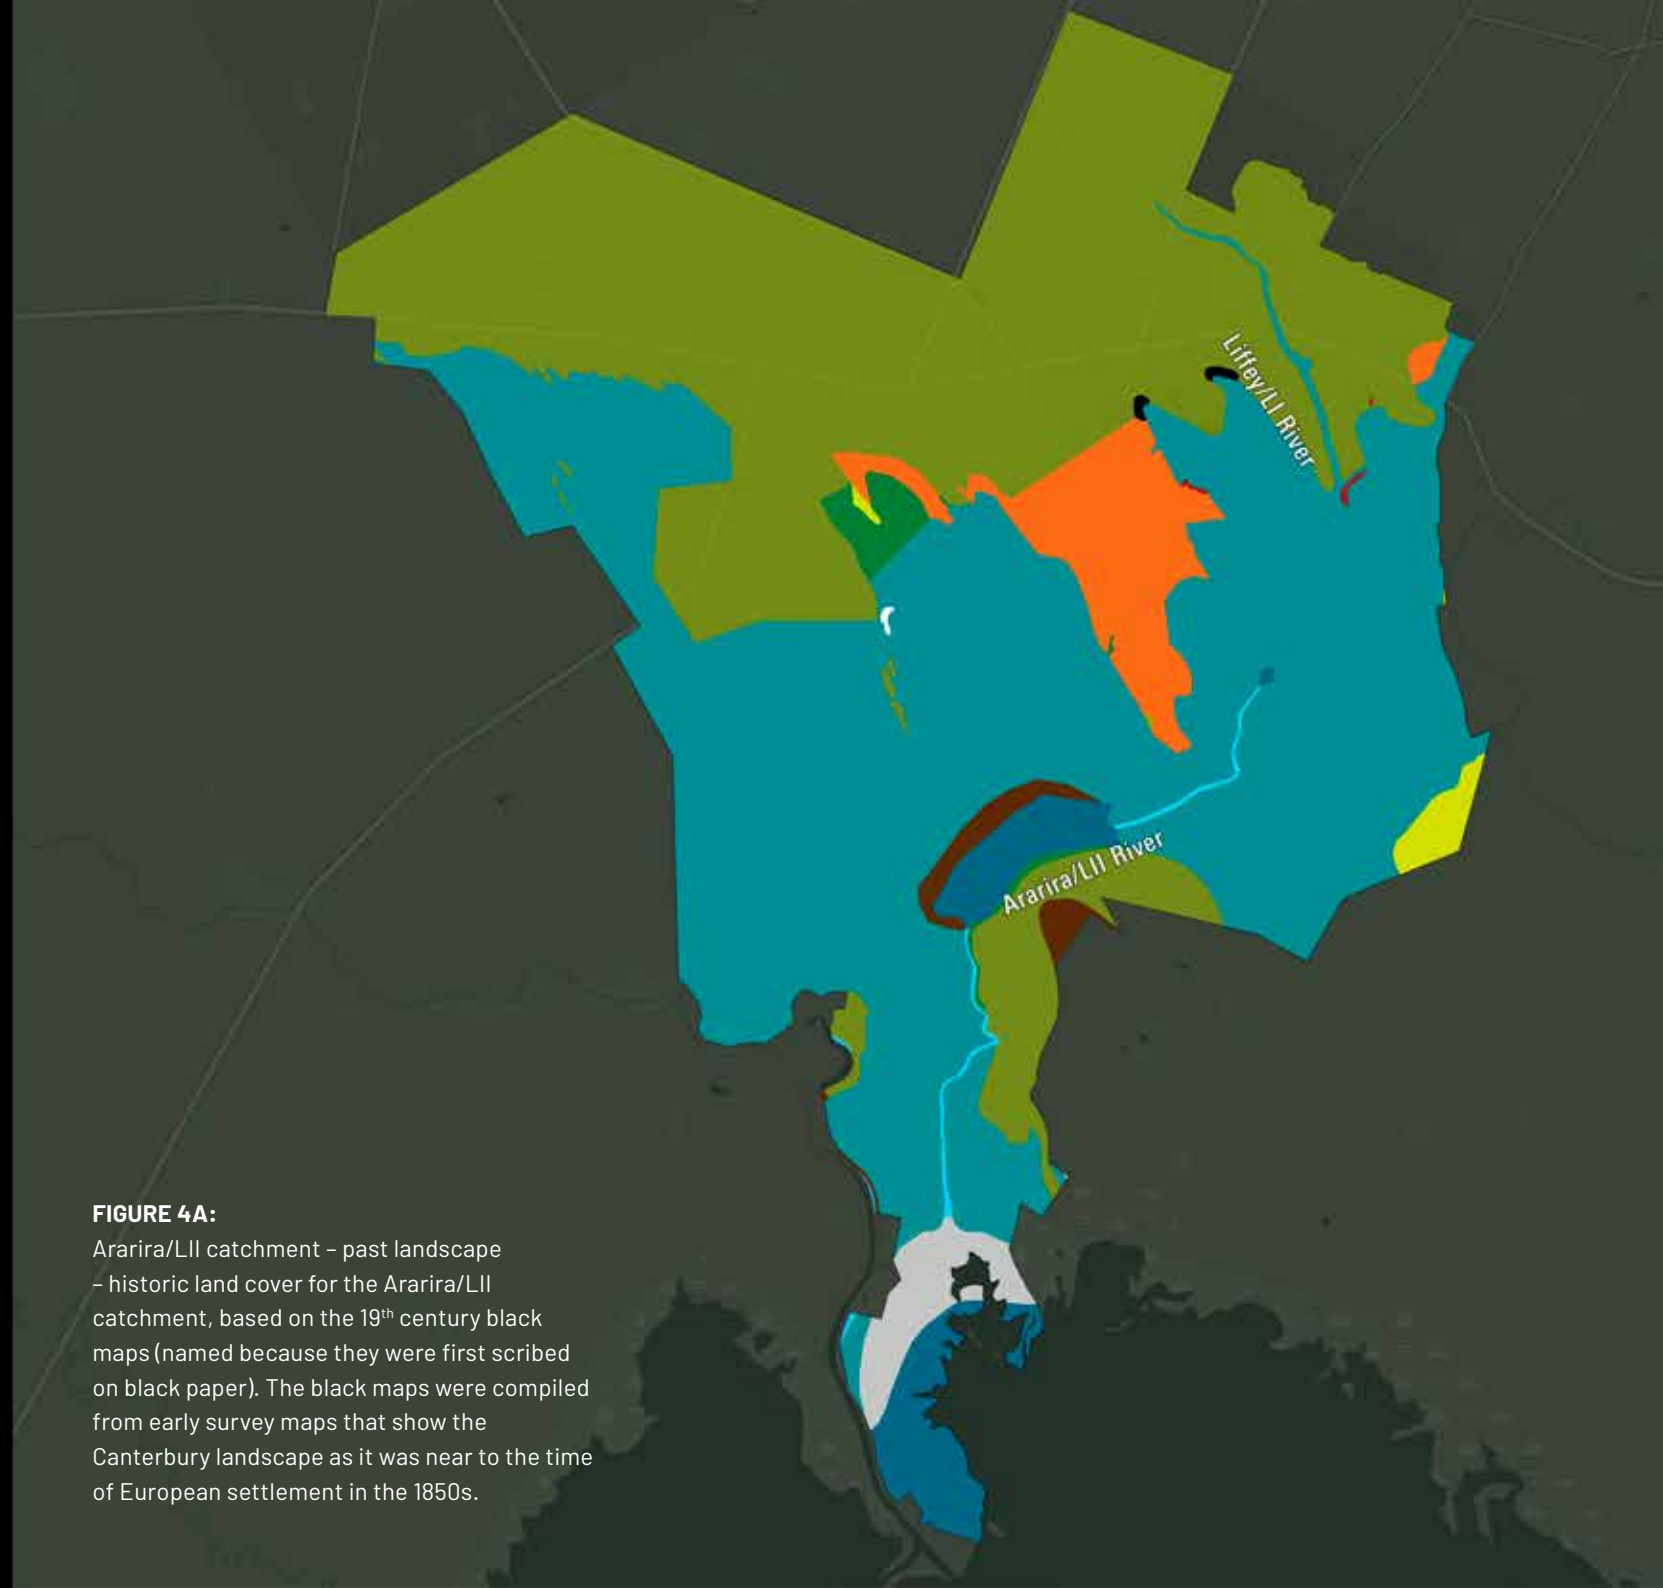 Liffey/LI River
Ararira/LII River
FIGURE 4A:
Ararira/LII catchment – past landscape
– historic land cover for the Ararira/LII
catchment, based on the 19th century black
maps (named because they were first scribed
on black paper). The black maps were compiled
from early survey maps that show the
Canterbury landscape as it was near to the time
of European settlement in the 1850s.